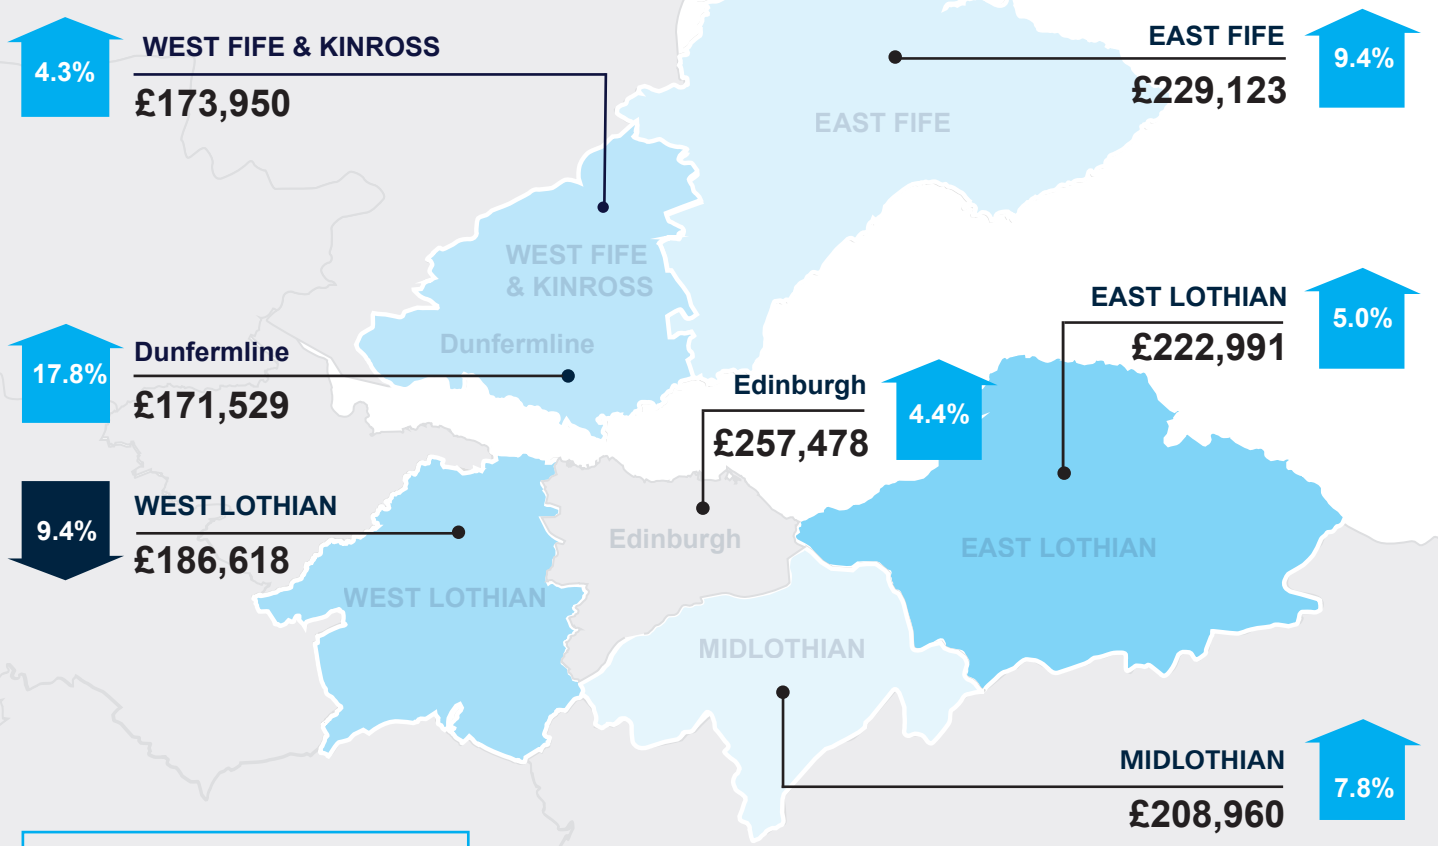 4.3%
WEST FIFE & KINROSS
£173,950
EAST FIFE
£229,123
9.4%
EAST FIFE
WEST FIFE
& KINROSS
Dunfermline
17.8%
Dunfermline
£171,529
EAST LOTHIAN
£222,991
5.0%
Edinburgh
£257,478
4.4%
9.4%
WEST LOTHIAN
£186,618
Edinburgh
EAST LOTHIAN
WEST LOTHIAN
MIDLOTHIAN
MIDLOTHIAN
£208,960
7.8%